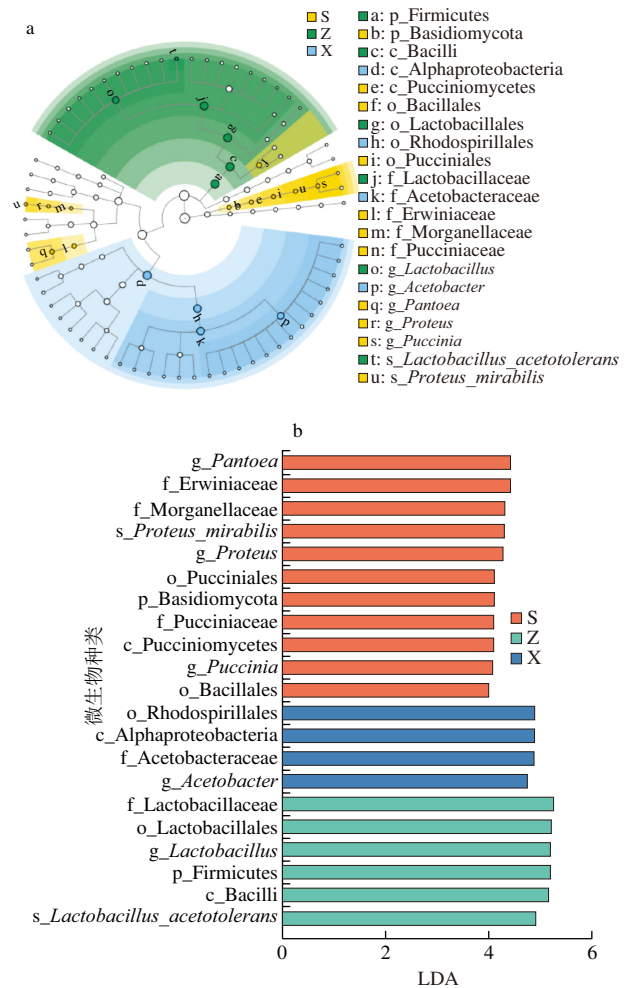 a
S
Z
X
a: p_Firmicutes
b: p_Basidiomycota
c: c_Bacilli
d: c_Alphaproteobacteria
e: c_Pucciniomycetes
f: o_Bacillales
g: o_Lactobacillales
h: o_Rhodospirillales
i: o_Pucciniales
j: f_Lactobacillaceae
k: f_Acetobacteraceae
l: f_Erwiniaceae
m: f_Morganellaceae
n: f_Pucciniaceae
o: g_Lactobacillus
p: g_Acetobacter
q: g_Pantoea
r: g_Proteus
s: g_Puccinia
t: s_Lactobacillus_acetotolerans
u: s_Proteus_mirabilis
t
o
j
g
c
a
f
b e i u s
u r m
q l
d
h
k
p
b
g_Pantoea
f_Erwiniaceae
f_Morganellaceae
s_Proteus_mirabilis
g_Proteus
o_Pucciniales
p_Basidiomycota
f_Pucciniaceae
c_Pucciniomycetes
g_Puccinia
o_Bacillales
o_Rhodospirillales
c_Alphaproteobacteria
f_Acetobacteraceae
g_Acetobacter
f_Lactobacillaceae
o_Lactobacillales
g_Lactobacillus
p_Firmicutes
c_Bacilli
s_Lactobacillus_acetotolerans
微生物种类
S
Z
X
0 2 4 6
LDA